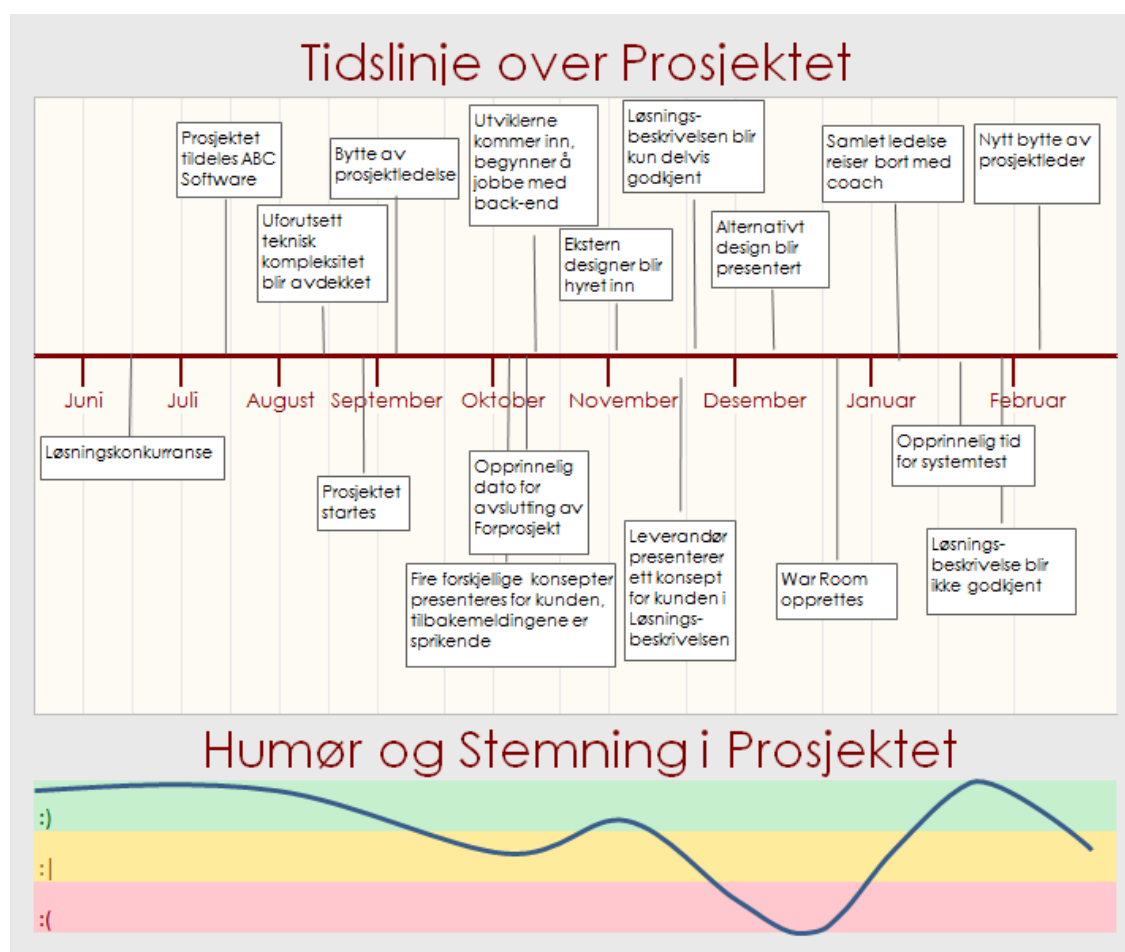 Tidslinje over Prosjektet
Prosjektet
tildeles ABC
Software
Uforutsett
teknisk
kompleksitet
blir avdekket
Bytte av
prosjektledelse
Utviklerne
kommer inn,
begynner å
jobbe med
back-end
Ekstern
designer blir
hyret inn
Løsnings-
beskrivelsen blir
kun delvis
godkjent
Alternativt
design blir
presentert
Samlet ledelse
reiser bort med
coach
Nytt bytte av
prosjektleder
Juni
Juli
August
September
Oktober
November
Desember
Januar
Februar
Løsningskonkurranse
Prosjektet
startes
Opprinnelig
dato for
avslutting av
Forprosjekt
Fire forskjellige konsepter
presenteres for kunden,
tilbakemeldingene er
sprikende
Leverandør
presenterer
ett konsept
for kunden i
Løsnings-
beskrivelsen
War Room
opprettes
Opprinnelig tid
for systemtest
Løsnings-
beskrivelse blir
ikke godkjent
Humør og Stemning i Prosjektet
:)
:|
:(